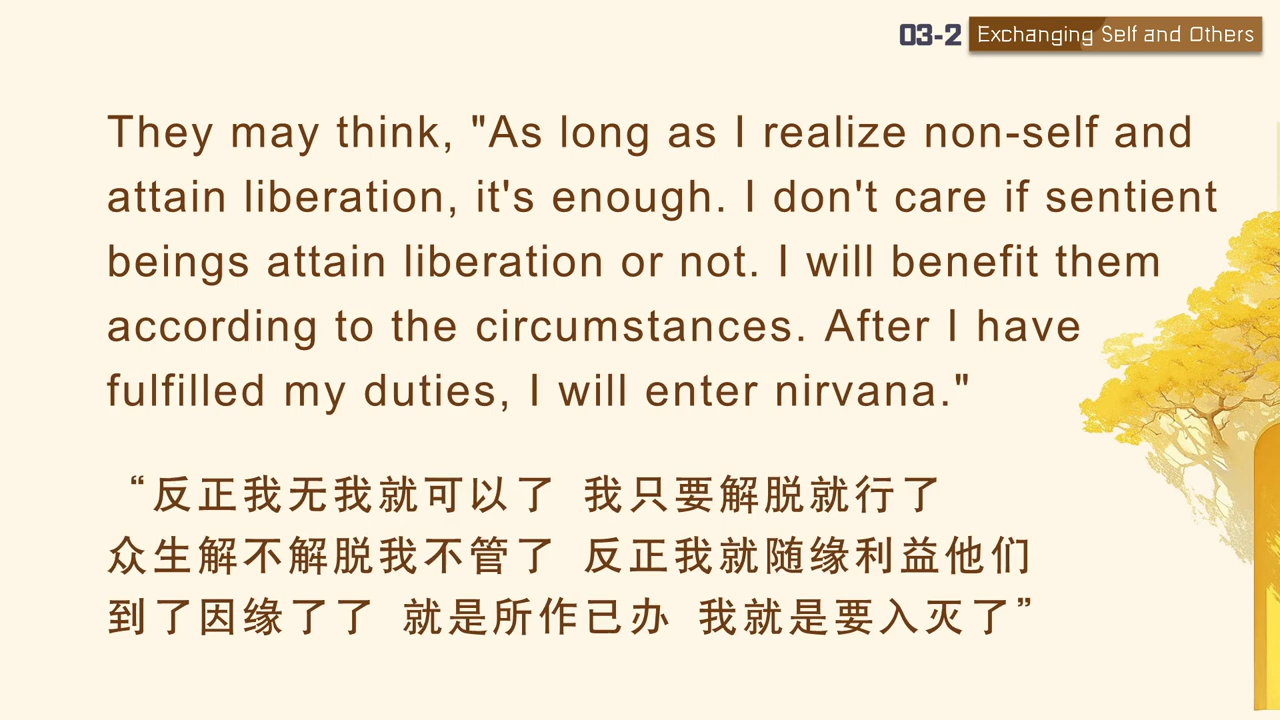 03-2 Exchanging Self and Others
They may think, "As long as I realize non-self and
attain liberation, it's enough. I don't care if sentient
beings attain liberation or not. I will benefit them
according to the circumstances. After I have
fulfilled my duties, I will enter nirvana."
“反正我无我就可以了 我只要解脱就行了
众生解不解脱我不管了 反正我就随缘利益他们
到了因缘了了 就是所作已办 我就是要入灭了”